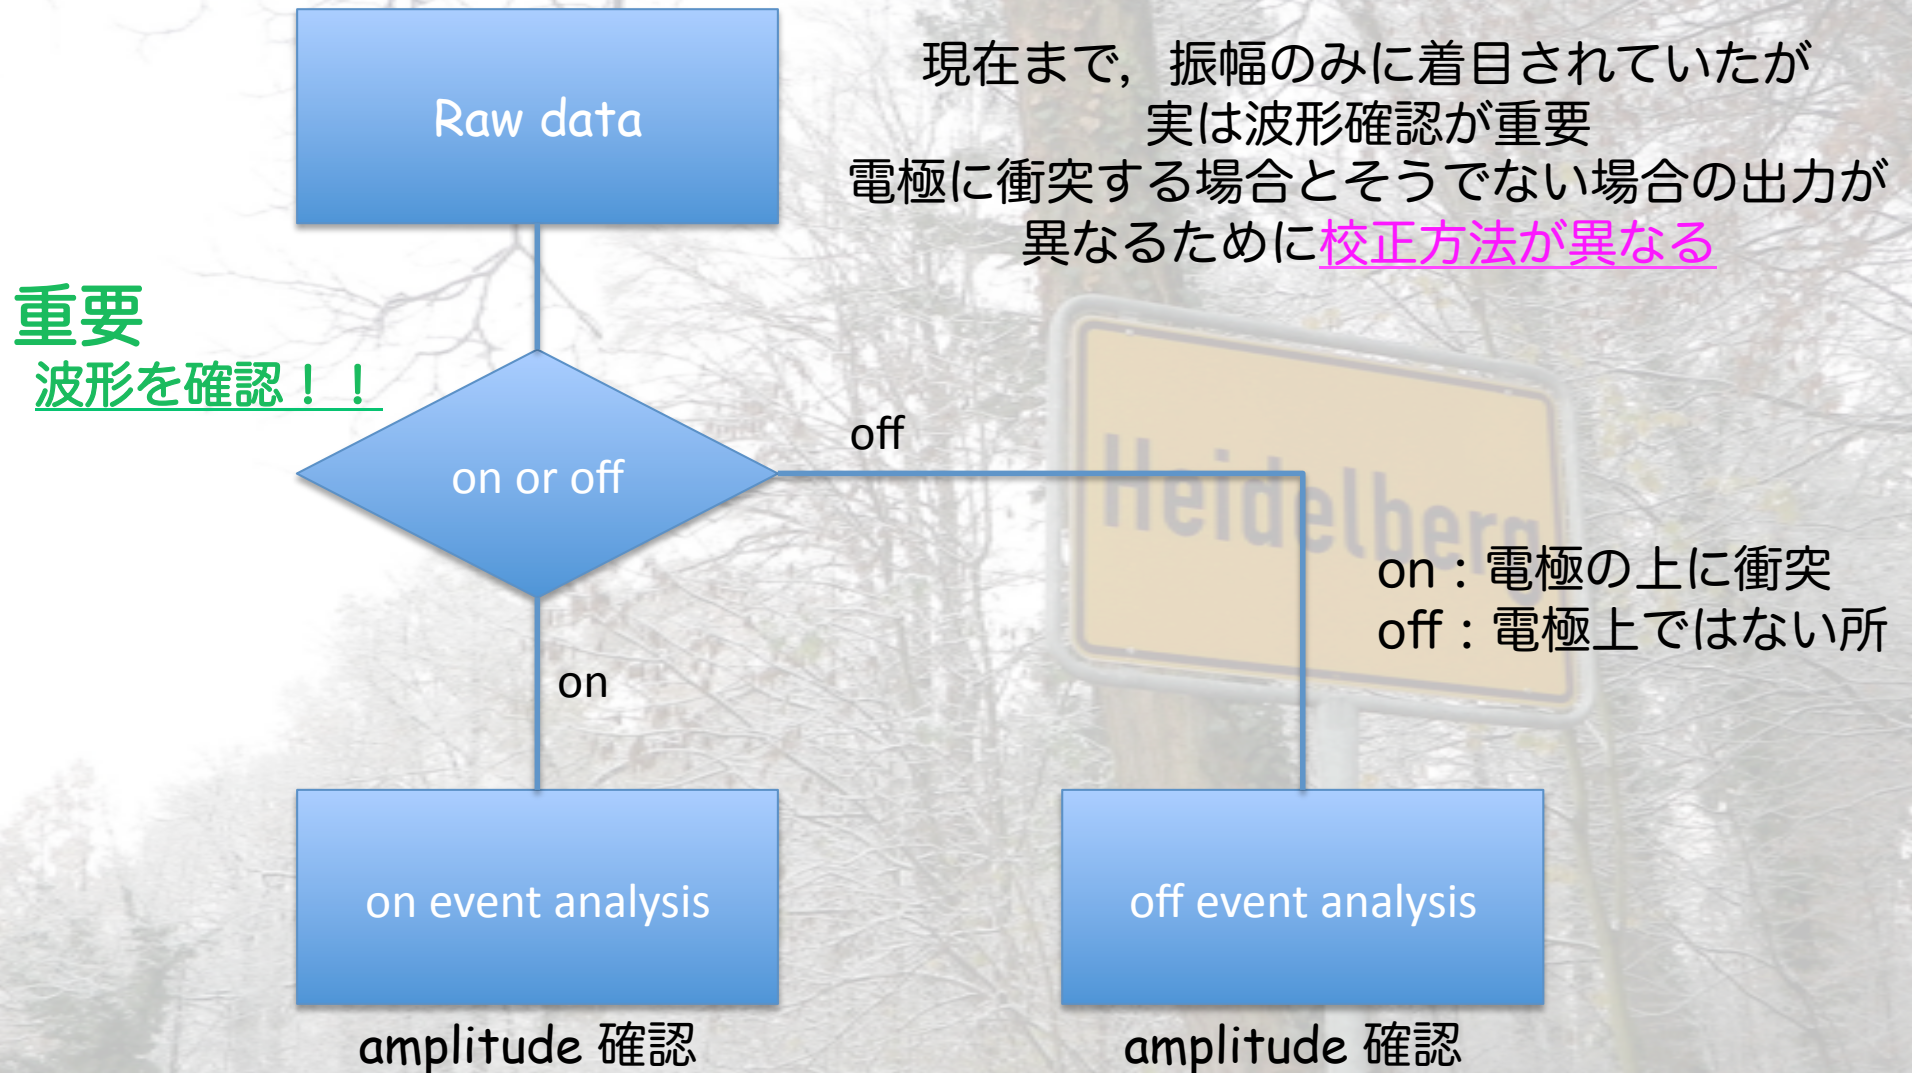 Raw data
現在まで，振幅のみに着目されていたが
実は波形確認が重要
電極に衝突する場合とそうでない場合の出力が
異なるために校正方法が異なる
重要
波形を確認！！
on or off
off
Heidelberg
on：電極の上に衝突
off：電極上ではない所
on
on event analysis
off event analysis
amplitude 確認
amplitude 確認